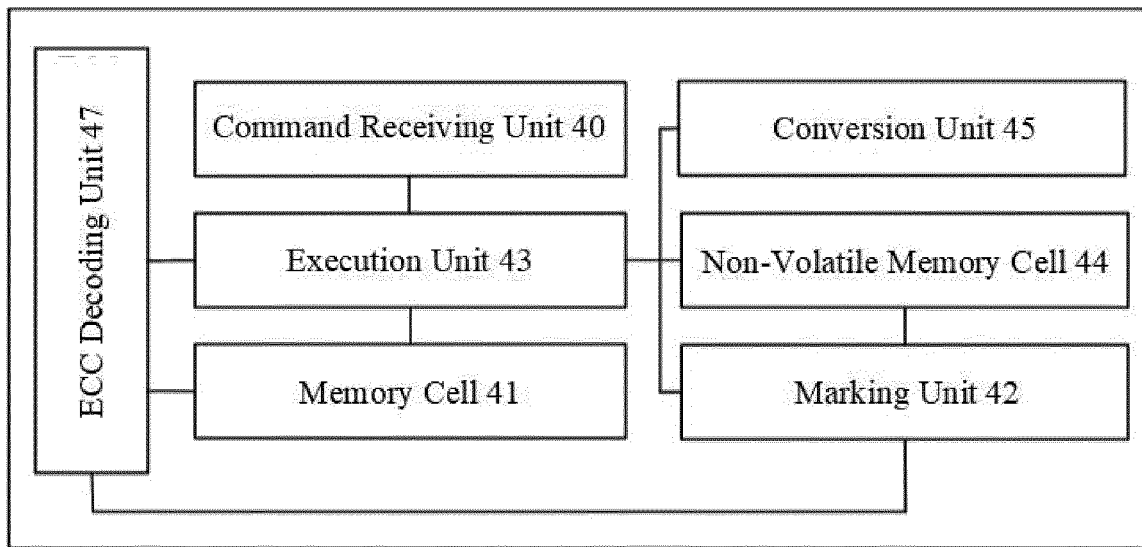 ECC Decoding Unit 47
Command Receiving Unit 40
Conversion Unit 45
Execution Unit 43
Non-Volatile Memory Cell 44
Memory Cell 41
Marking Unit 42